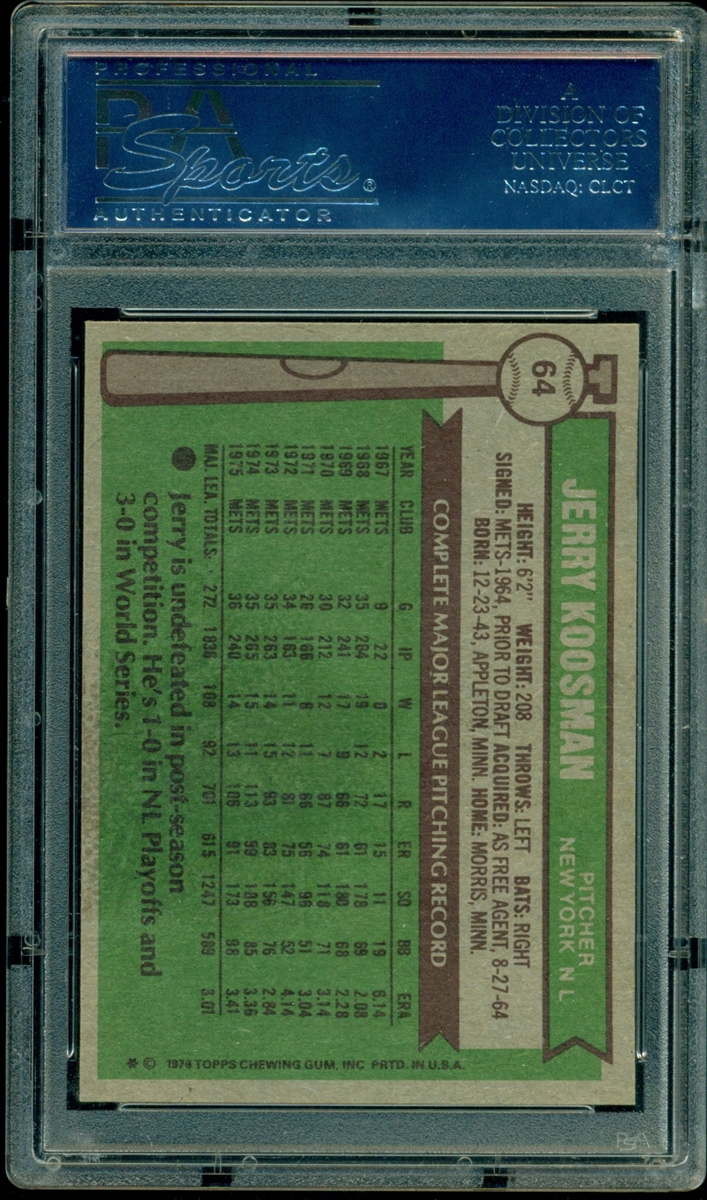 PROFESSIONAL
PSA
Sports®
AUTHENTICATOR
A
DIVISION OF
COLLECTORS
UNIVERSE
NASDAQ: CLCT
64
JERRY KOOSMAN
PITCHER
NEW YORK N L
HEIGHT: 6'2" WEIGHT: 208 THROWS: LEFT BATS: RIGHT
SIGNED: METS-1964, PRIOR TO DRAFT ACQUIRED: AS FREE AGENT, 8-27-64
BORN: 12-23-43, APPLETON, MINN. HOME: MORRIS, MINN.
COMPLETE MAJOR LEAGUE PITCHING RECORD
YEAR CLUB G IP W L R ER SO BB ERA
1967 METS 9 22 0 2 17 15 11 19 6.14
1968 METS 35 264 19 12 72 61 178 69 2.08
1969 METS 32 241 17 9 66 61 180 68 2.28
1970 METS 30 212 12 7 87 74 118 71 3.14
1971 METS 26 166 6 11 66 56 96 51 3.04
1972 METS 34 163 11 12 81 75 147 52 4.14
1973 METS 35 263 14 15 93 83 156 76 2.84
1974 METS 35 265 15 11 113 99 188 85 3.36
1975 METS 36 240 14 13 106 91 173 98 3.41
MAJ. LEA. TOTALS: 272 1836 108 92 701 615 1247 589 3.01
Jerry is undefeated in post-season
competition. He's 1-0 in NL Playoffs and
3-0 in World Series.
* © 1976 TOPPS CHEWING GUM, INC PRTD. IN U.S.A.
PSA